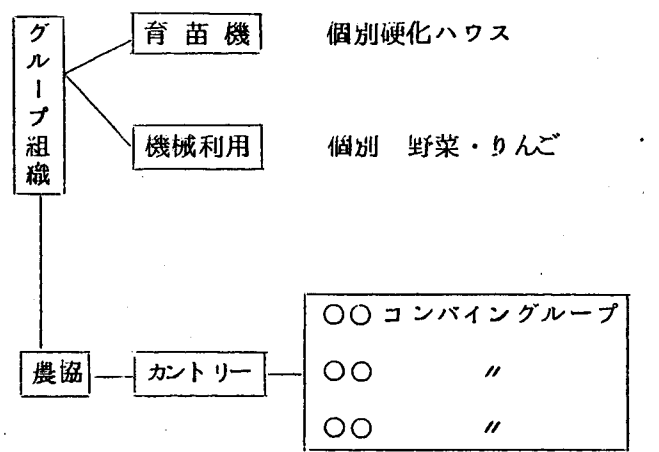 グループ組織
育苗機 個別硬化ハウス
機械利用 個別 野菜・りんご
農協 カントリー
○○コンバイングループ
○○ 〃
○○ 〃